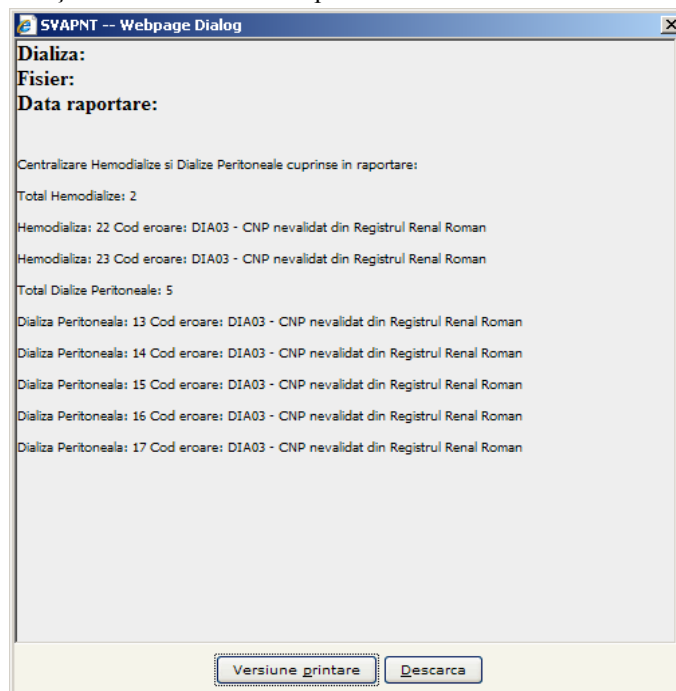 SVAPNT -- Webpage Dialog
Dializa:
Fisier:
Data raportare:
Centralizare Hemodialize si Dialize Peritoneale cuprinse in raportare:
Total Hemodialize: 2
Hemodializa: 22 Cod eroare: DIA03 - CNP nevalidat din Registrul Renal Roman
Hemodializa: 23 Cod eroare: DIA03 - CNP nevalidat din Registrul Renal Roman
Total Dialize Peritoneale: 5
Dializa Peritoneala: 13 Cod eroare: DIA03 - CNP nevalidat din Registrul Renal Roman
Dializa Peritoneala: 14 Cod eroare: DIA03 - CNP nevalidat din Registrul Renal Roman
Dializa Peritoneala: 15 Cod eroare: DIA03 - CNP nevalidat din Registrul Renal Roman
Dializa Peritoneala: 16 Cod eroare: DIA03 - CNP nevalidat din Registrul Renal Roman
Dializa Peritoneala: 17 Cod eroare: DIA03 - CNP nevalidat din Registrul Renal Roman
Versiune printare Descarca